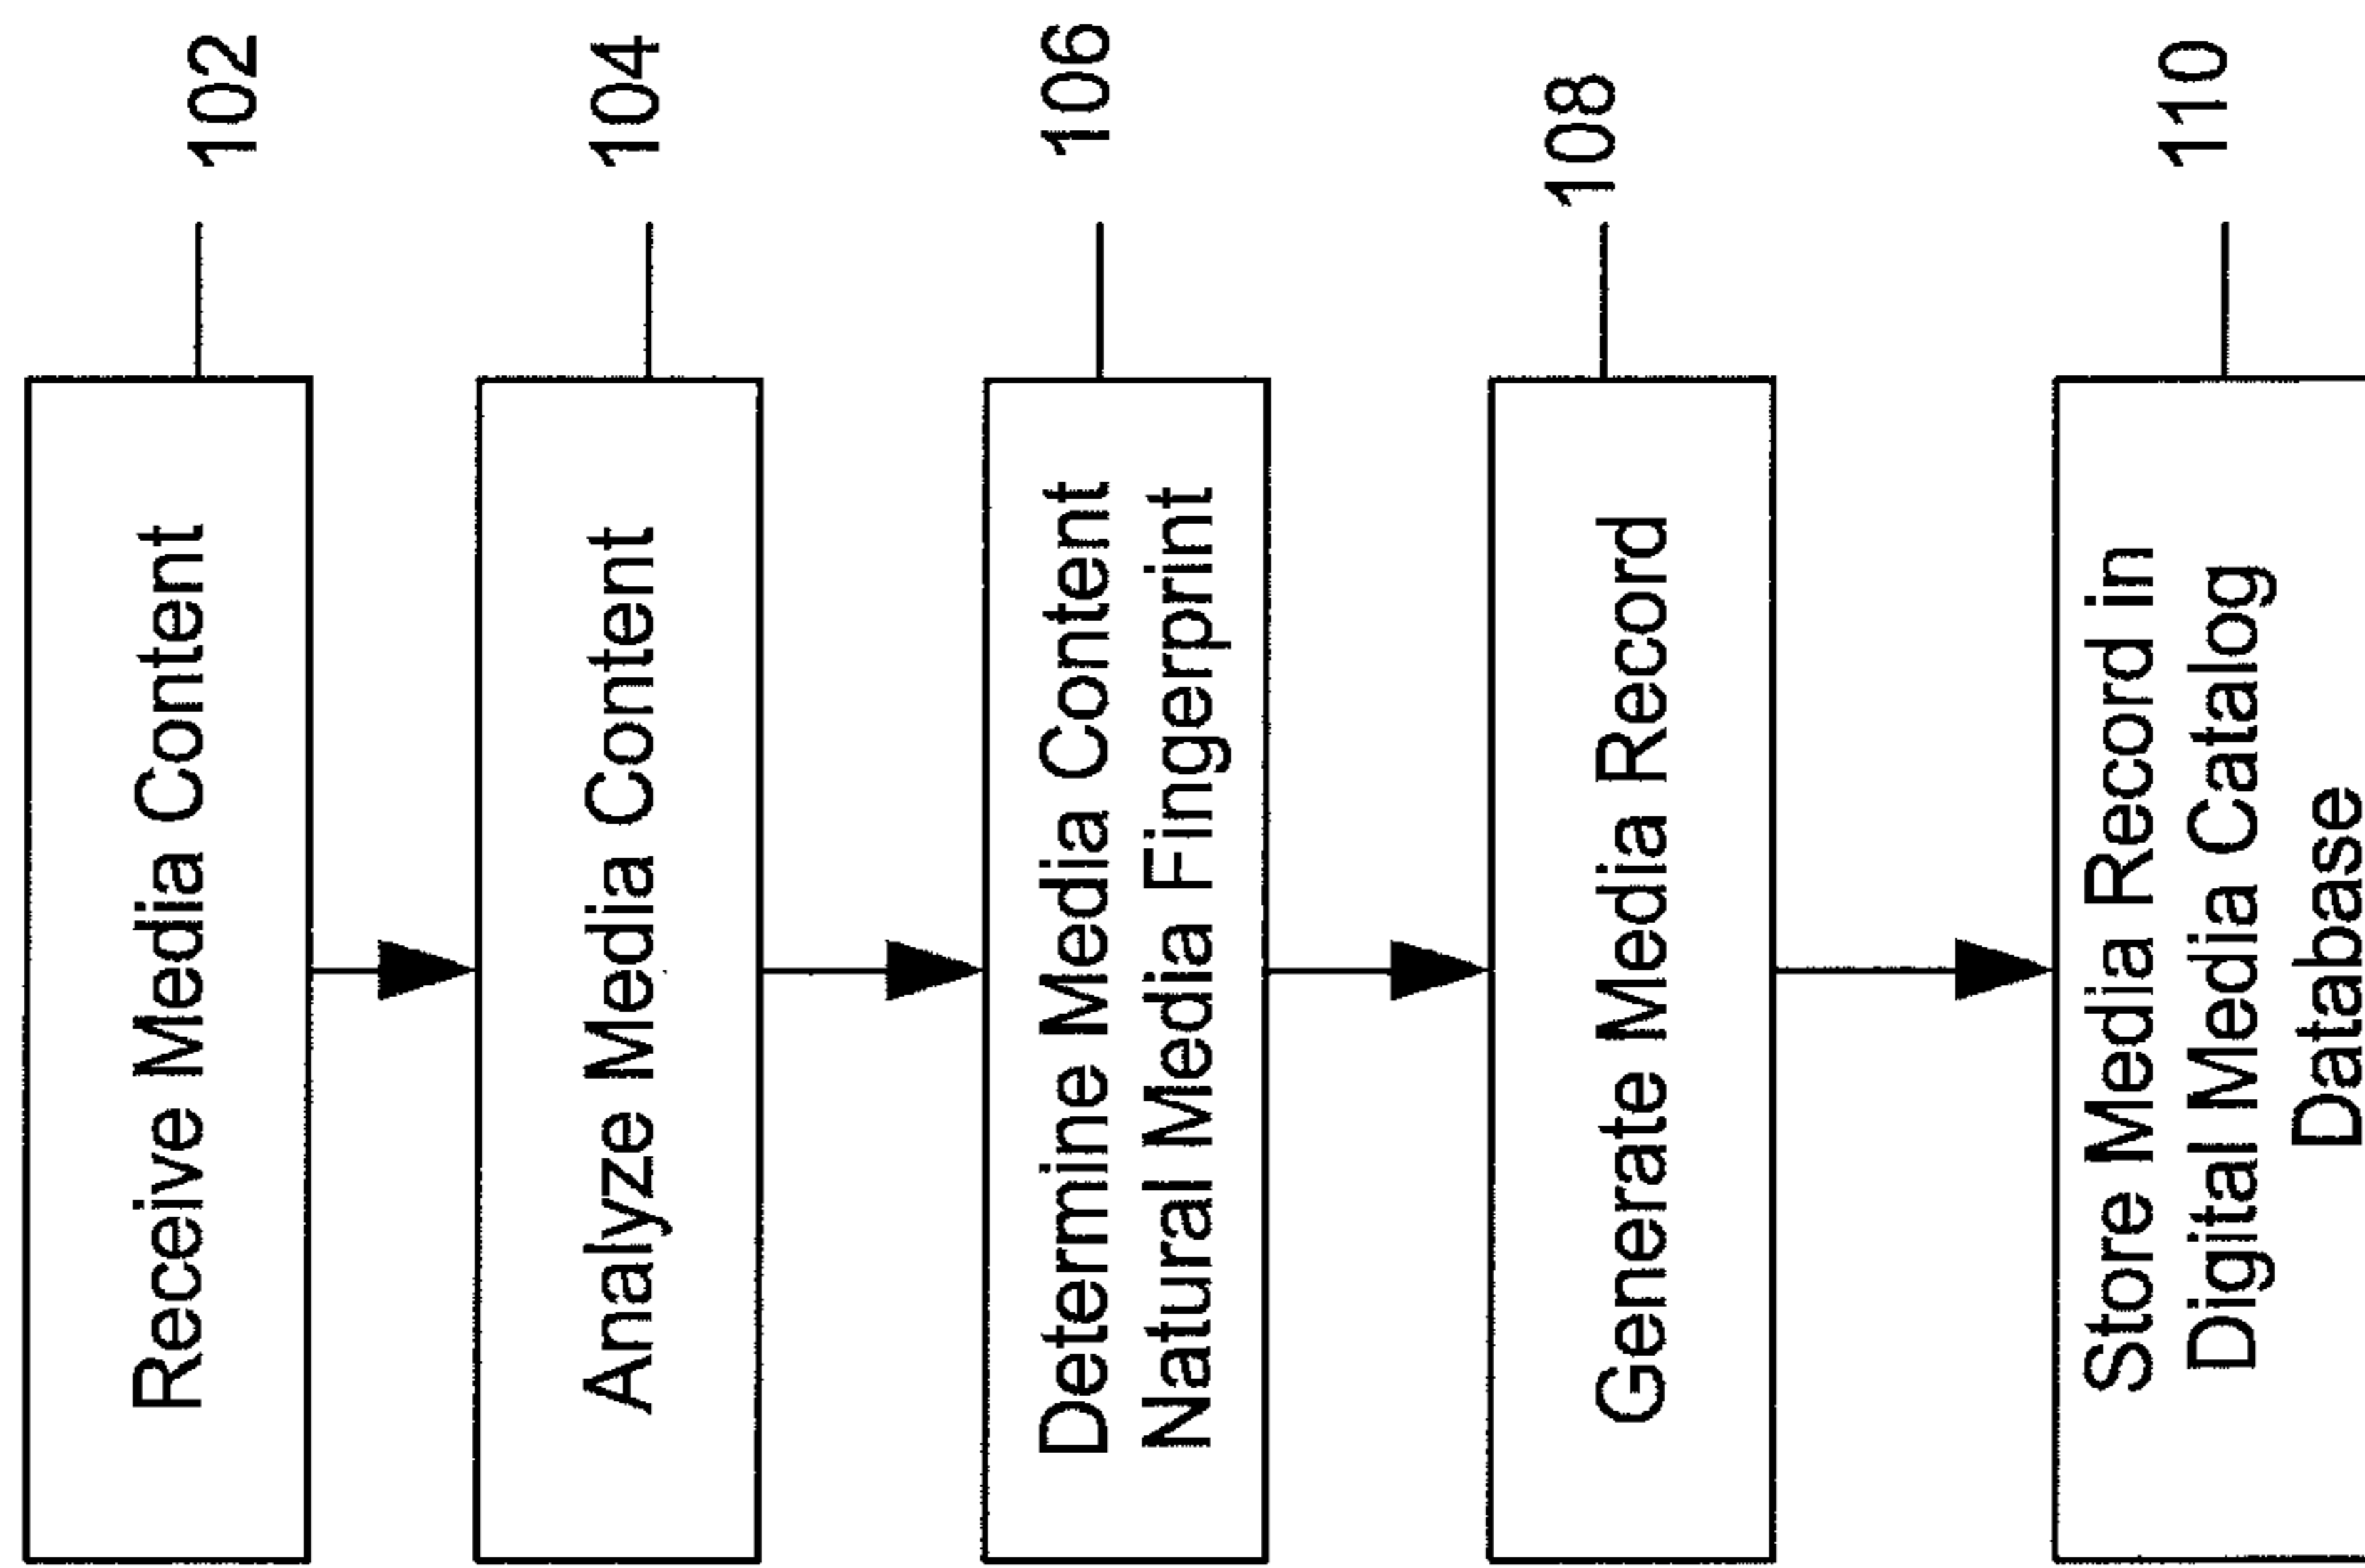 Receive Media Content
102
Analyze Media Content
104
Determine Media Content
Natural Media Fingerprint
106
Generate Media Record
108
Store Media Record in
Digital Media Catalog
Database
110